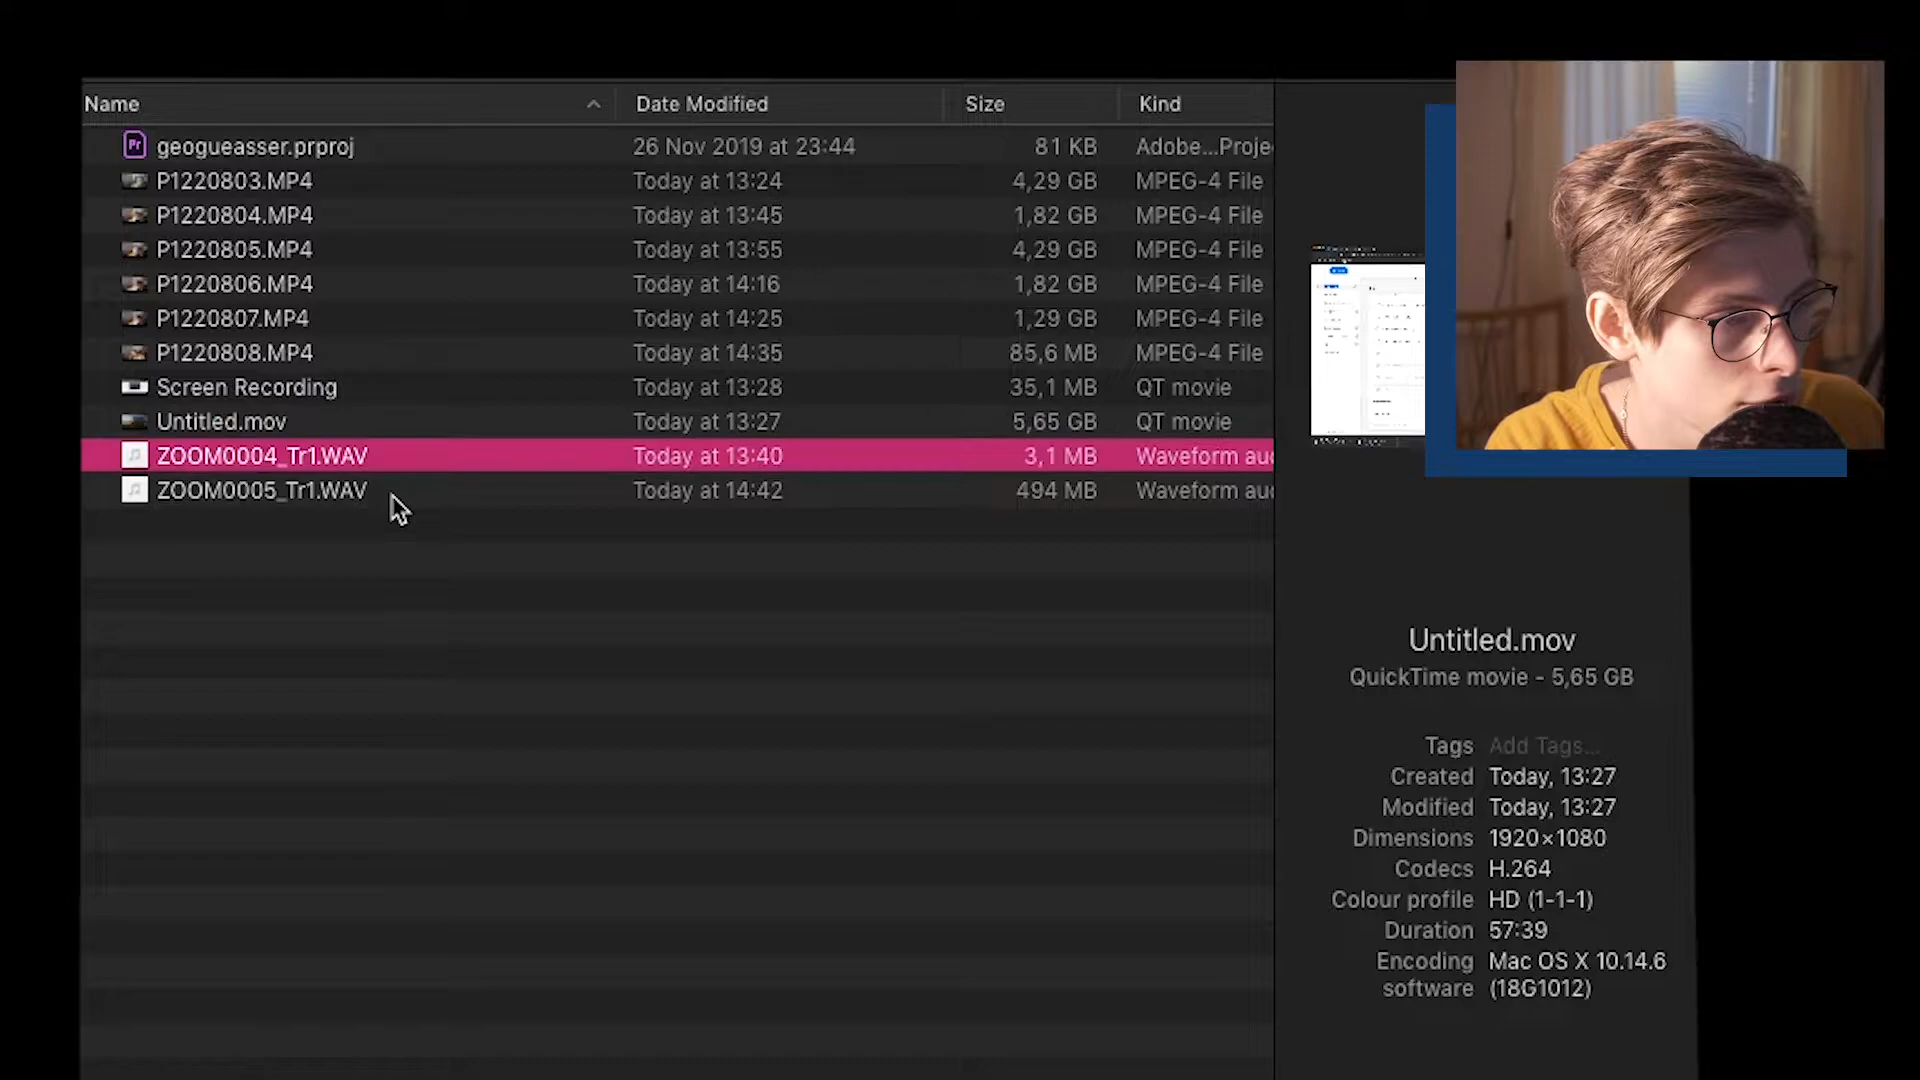 Name Date Modified Size Kind
geogueasser.prproj 26 Nov 2019 at 23:44 81 KB Adobe...Proje
P1220803.MP4 Today at 13:24 4,29 GB MPEG-4 File
P1220804.MP4 Today at 13:45 1,82 GB MPEG-4 File
P1220805.MP4 Today at 13:55 4,29 GB MPEG-4 File
P1220806.MP4 Today at 14:16 1,82 GB MPEG-4 File
P1220807.MP4 Today at 14:25 1,29 GB MPEG-4 File
P1220808.MP4 Today at 14:35 85,6 MB MPEG-4 File
Screen Recording Today at 13:28 35,1 MB QT movie
Untitled.mov Today at 13:27 5,65 GB QT movie
ZOOM0004_Tr1.WAV Today at 13:40 3,1 MB Waveform aud
ZOOM0005_Tr1.WAV Today at 14:42 494 MB Waveform aud
Untitled.mov
QuickTime movie - 5,65 GB
Tags Add Tags...
Created Today, 13:27
Modified Today, 13:27
Dimensions 1920×1080
Codecs H.264
Colour profile HD (1-1-1)
Duration 57:39
Encoding Mac OS X 10.14.6
software (18G1012)